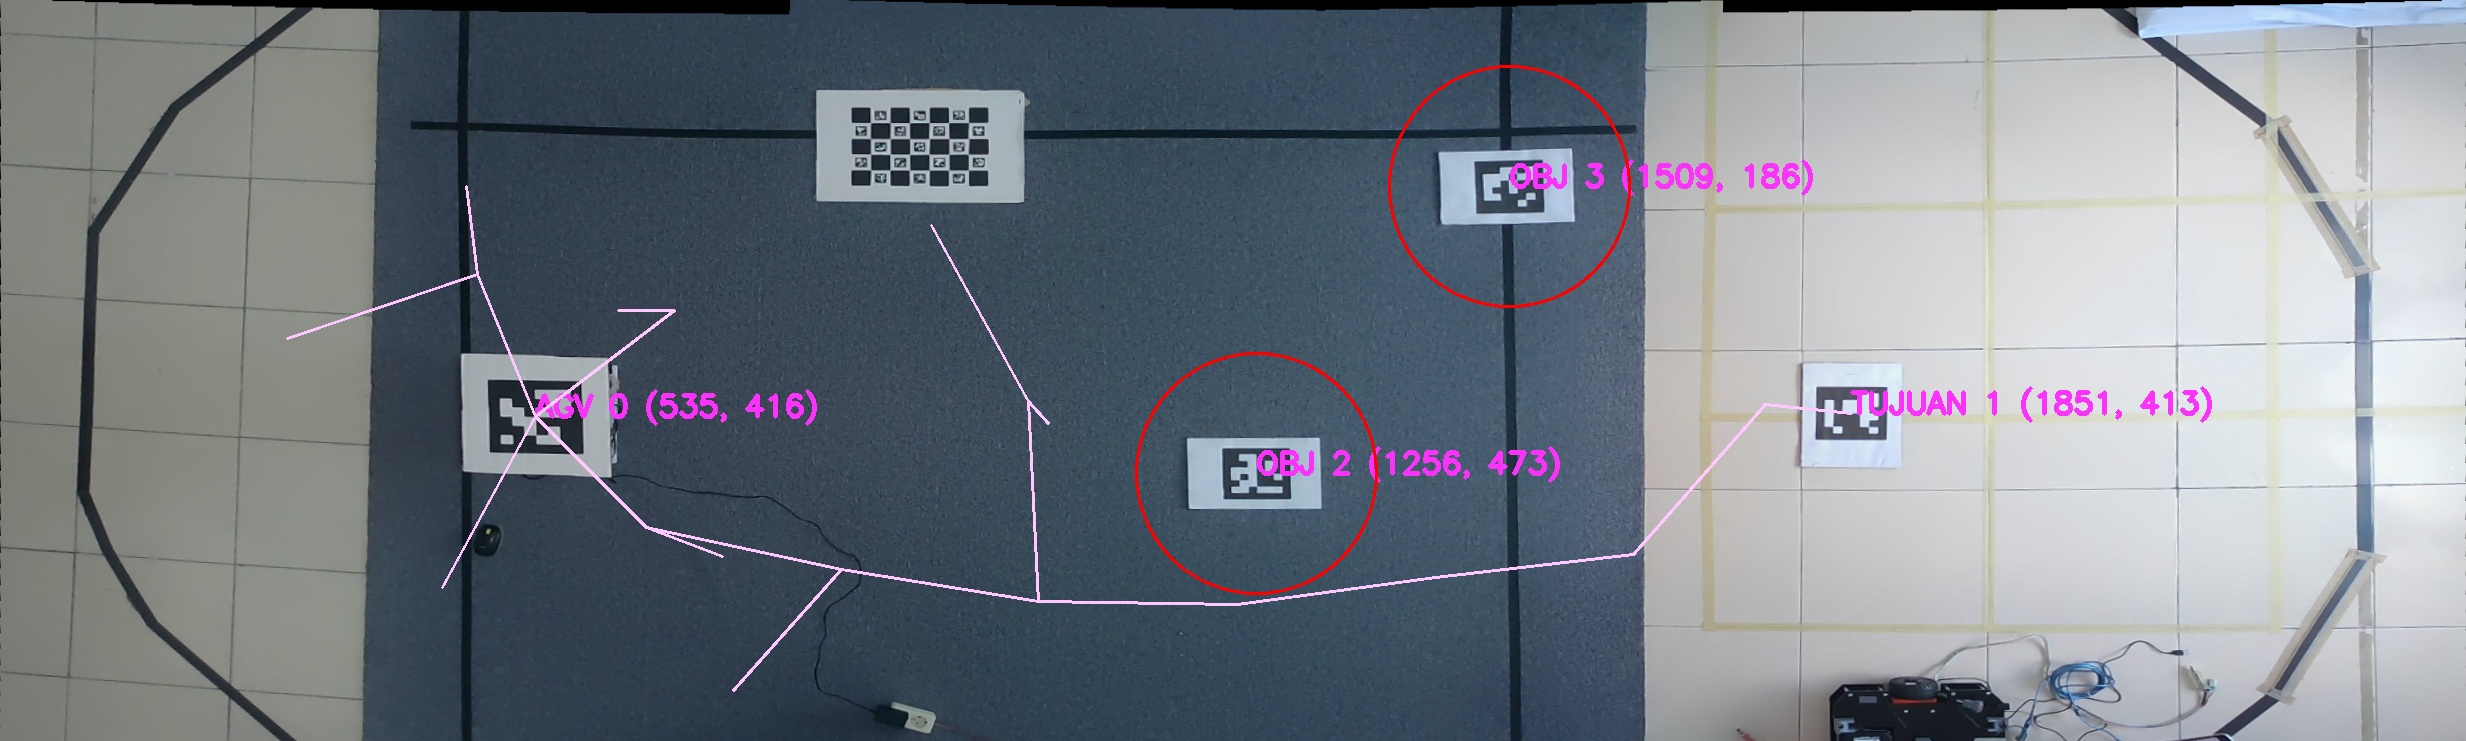 OBJ 3 (1509, 186)
AGV 0 (535, 416)
TUJUAN 1 (1851, 413)
OBJ 2 (1256, 473)